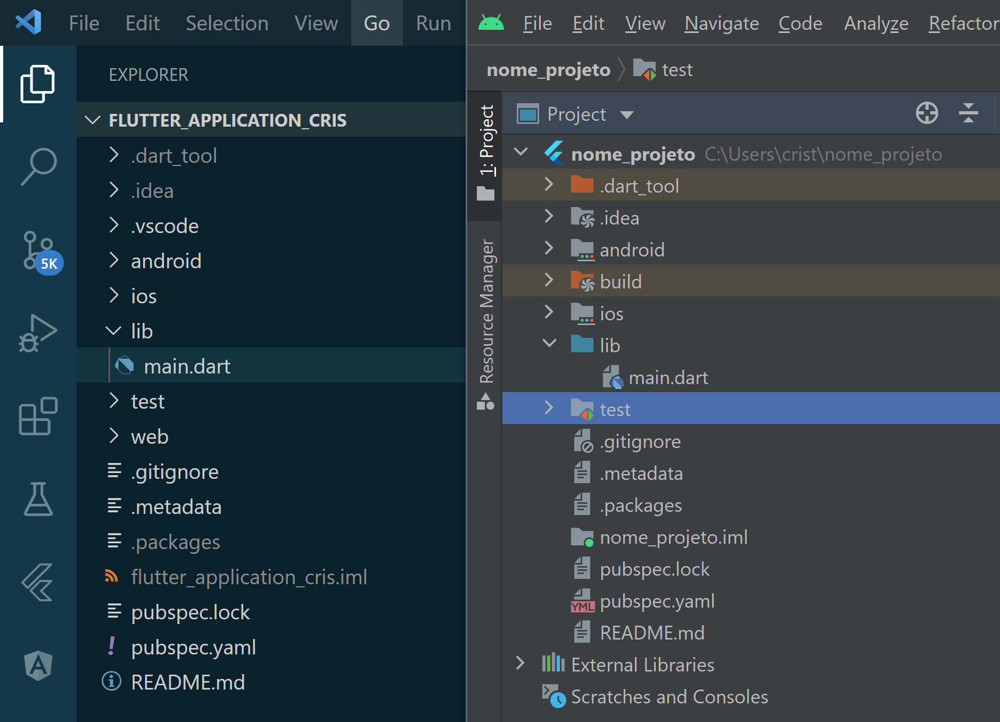 File Edit Selection View Go Run
EXPLORER
FLUTTER_APPLICATION_CRIS
.dart_tool
.idea
.vscode
android
ios
lib
main.dart
test
web
.gitignore
.metadata
.packages
flutter_application_cris.iml
pubspec.lock
pubspec.yaml
README.md
5K
File Edit View Navigate Code Analyze Refactor
nome_projeto test
1: Project
Resource Manager
Project
nome_projeto C:\Users\crist\nome_projeto
.dart_tool
.idea
android
build
ios
lib
main.dart
test
.gitignore
.metadata
.packages
nome_projeto.iml
pubspec.lock
YML pubspec.yaml
README.md
External Libraries
Scratches and Consoles